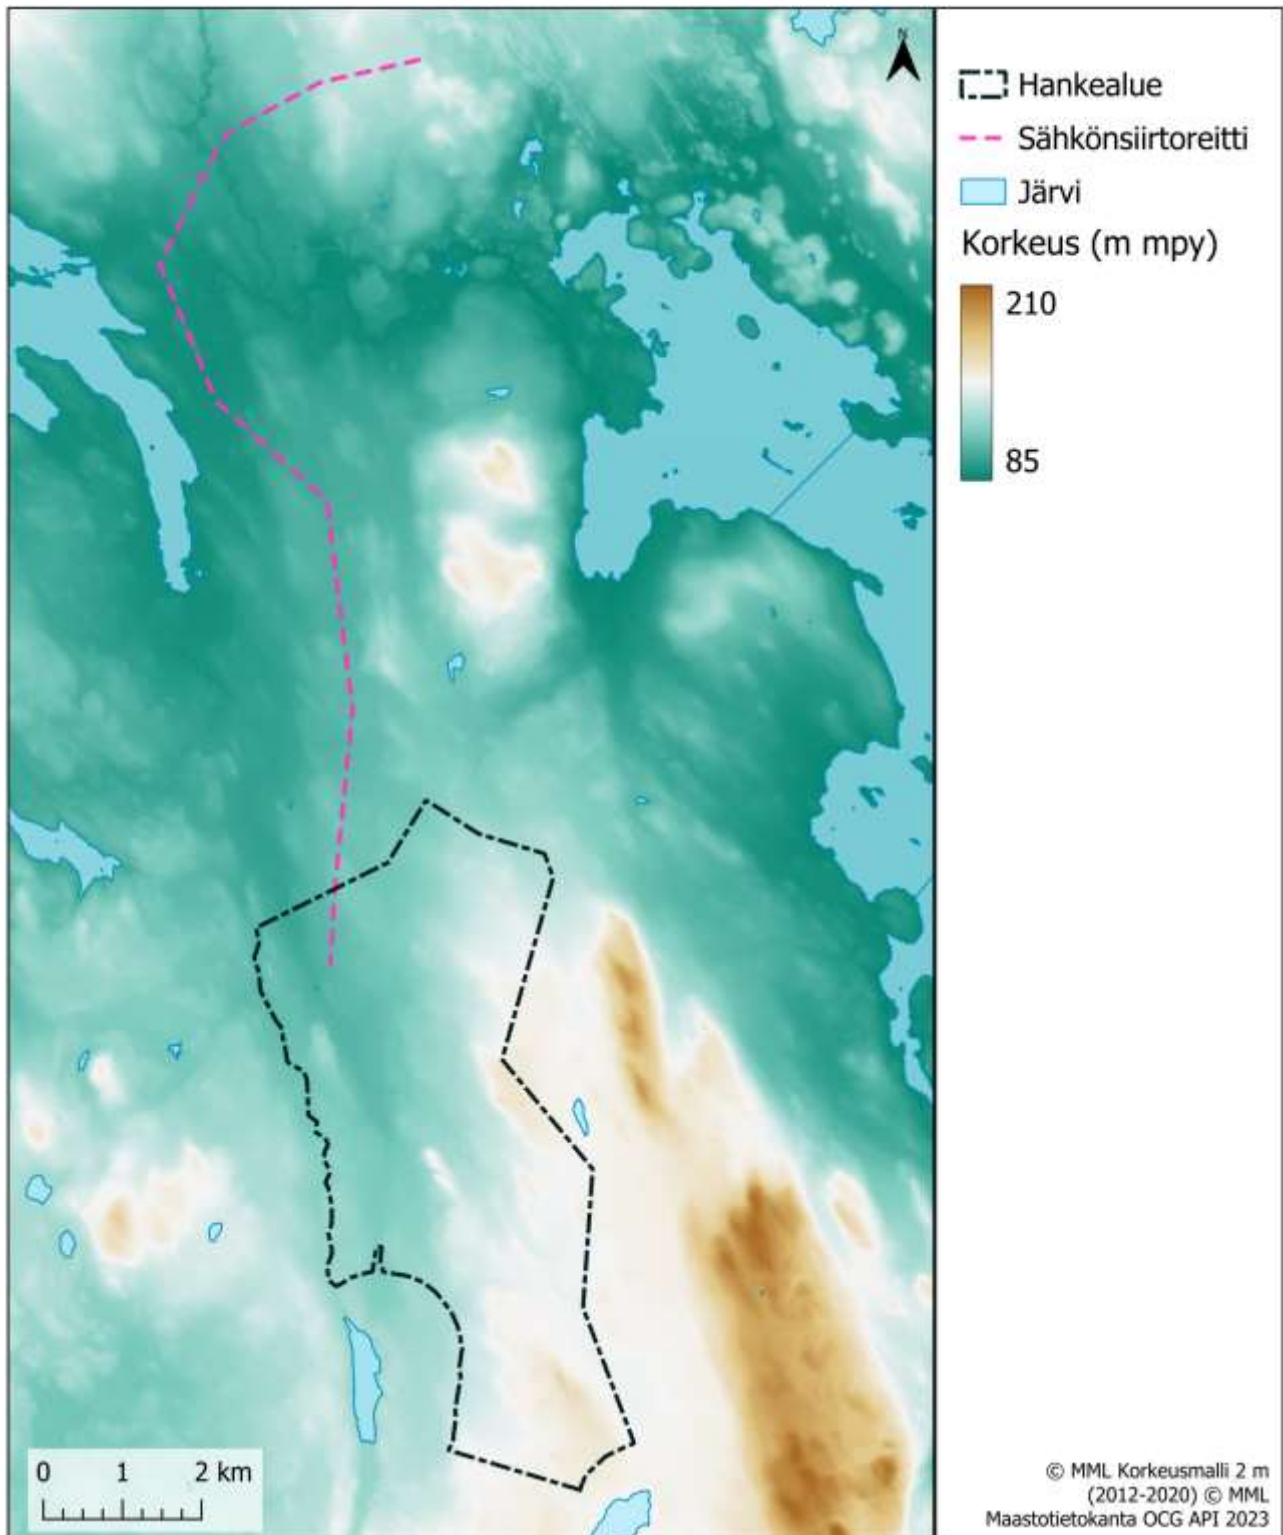 N
Hankealue
Sähkönsiirtoreitti
Järvi
Korkeus (m mpy)
210
85
0 1 2 km
© MML Korkeusmalli 2 m
(2012-2020) © MML
Maastotietokanta OCG API 2023